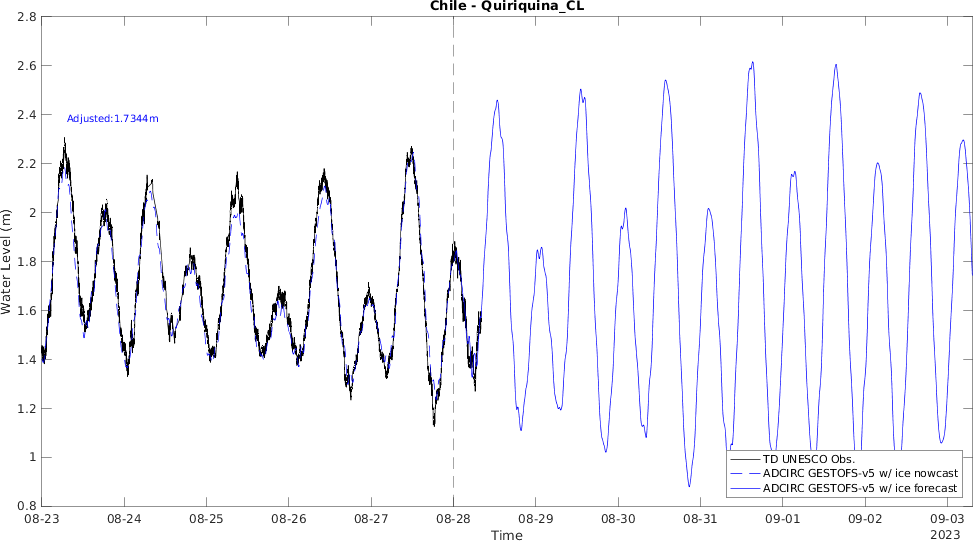 Chile - Quiriquina_CL
2.8
2.6
2.4
2.2
2
1.8
1.6
1.4
1.2
1
0.8
Water Level (m)
Adjusted:1.7344m
TD UNESCO Obs.
ADCIRC GESTOFS-v5 w/ ice nowcast
ADCIRC GESTOFS-v5 w/ ice forecast
08-23 08-24 08-25 08-26 08-27 08-28 08-29 08-30 08-31 09-01 09-02 09-03
2023
Time